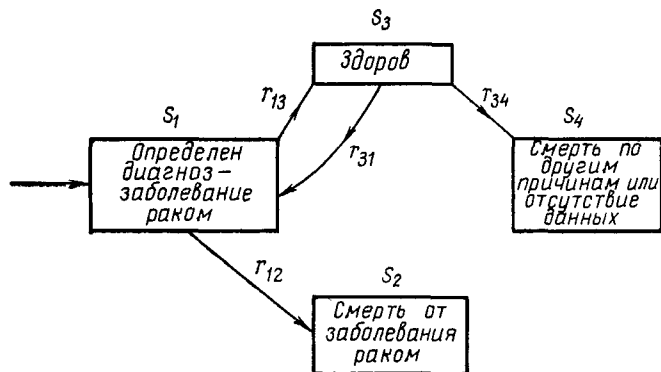 S3
Здоров
r13
r34
S1
S4
r31
Определен
диагноз–
заболевание
раком
Смерть по
другим
причинам или
отсутствие
данных
r12
S2
Смерть от
заболевания
раком